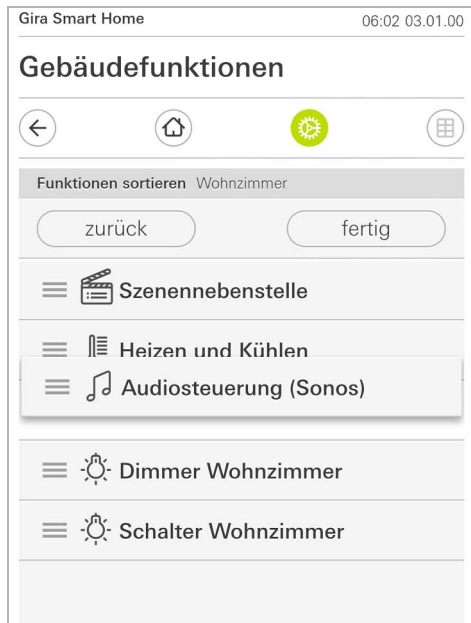 Gira Smart Home 06:02 03.01.00
Gebäudefunktionen
Funktionen sortieren Wohnzimmer
zurück fertig
Szenennebenstelle
Heizen und Kühlen
Audiosteuerung (Sonos)
Dimmer Wohnzimmer
Schalter Wohnzimmer